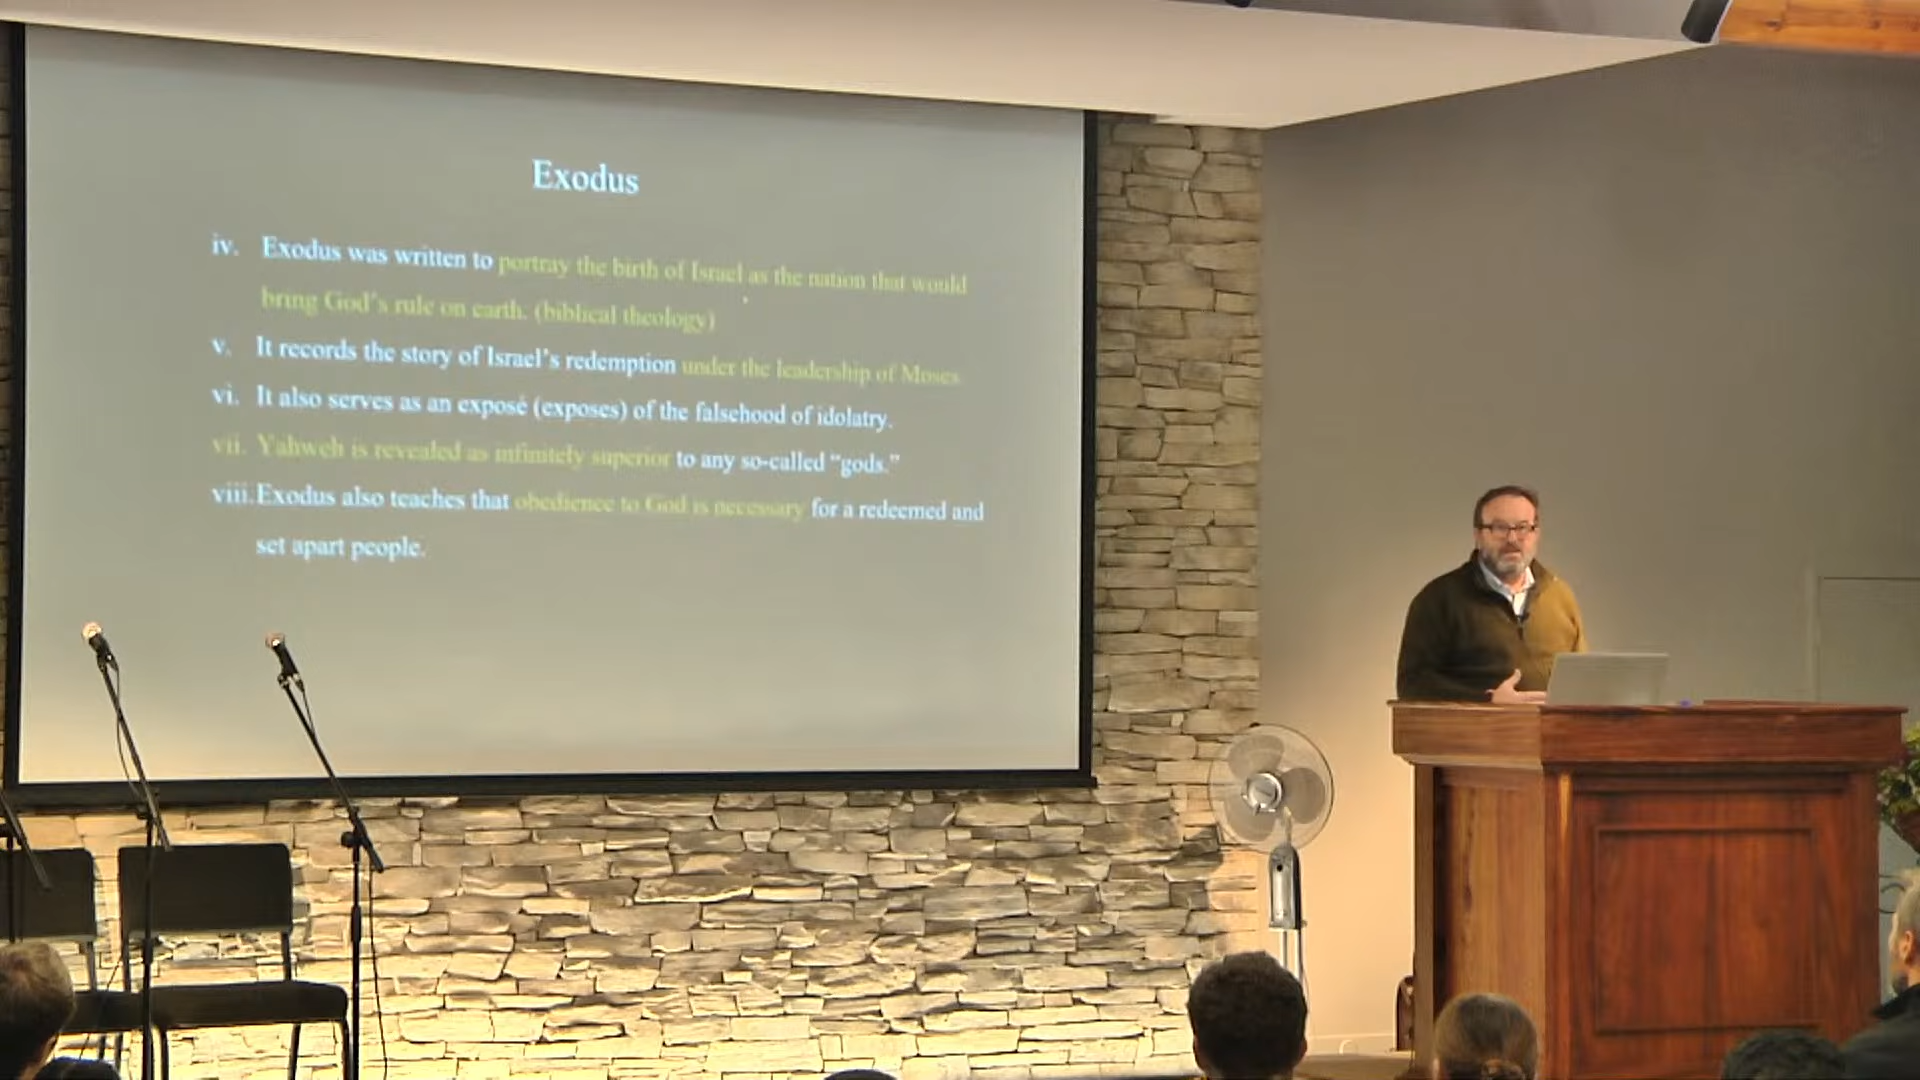 Exodus
iv. Exodus was written to portray the birth of Israel as the nation that would
bring God's rule on earth. (biblical theology)
v. It records the story of Israel's redemption under the leadership of Moses.
vi. It also serves as an exposé (exposes) of the falsehood of idolatry.
vii. Yahweh is revealed as infinitely superior to any so-called “gods.”
viii. Exodus also teaches that obedience to God is necessary for a redeemed and
set apart people.